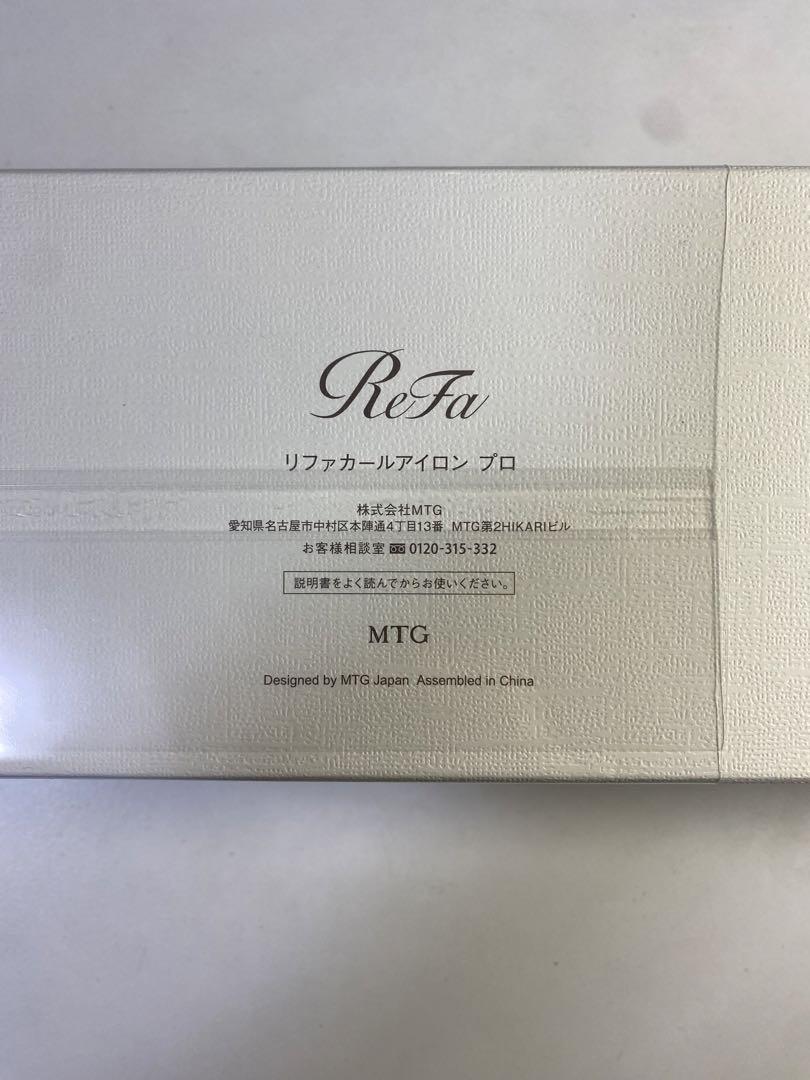 ReFa
リファカールアイロン プロ
株式会社MTG
愛知県名古屋市中村区本陣通4丁目13番 MTG第2HIKARIビル
お客様相談室 0120-315-332
説明書をよく読んでからお使いください。
MTG
Designed by MTG Japan Assembled in China